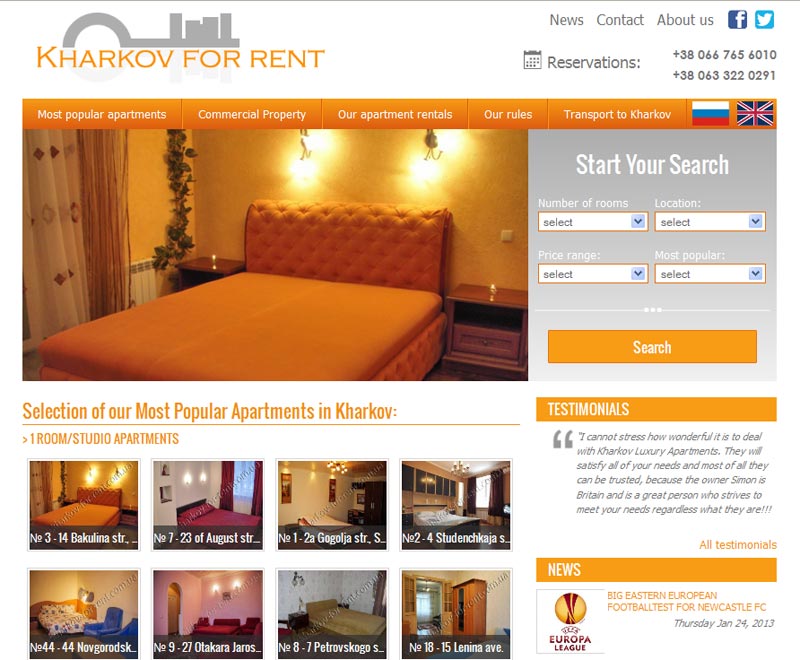 News Contact About us
KHARKOV FOR RENT
Reservations:
+38 066 765 6010
+38 063 322 0291
Most popular apartments
Commercial Property
Our apartment rentals
Our rules
Transport to Kharkov
Start Your Search
Number of rooms
Location:
select
select
Price range:
Most popular:
select
select
Search
Selection of our Most Popular Apartments in Kharkov:
> 1 ROOM/STUDIO APARTMENTS
№ 3 - 14 Bakulina str., ...
№ 7 - 23 of August str....
№ 1 - 2a Gogolja str., S...
№2 - 4 Studenchkaja s...
№44 - 44 Novgorodsk...
№ 9 - 27 Otakara Jaros...
№ 8 - 7 Petrovskogo s...
№ 18 - 15 Lenina ave.
TESTIMONIALS
"I cannot stress how wonderful it is to deal
with Kharkov Luxury Apartments. They will
satisfy all of your needs and most of all they
can be trusted, because the owner Simon is
Britain and is a great person who strives to
meet your needs regardless what they are!!!
All testimonials
NEWS
UEFA
EUROPA
LEAGUE
BIG EASTERN EUROPEAN
FOOTBALLTEST FOR NEWCASTLE FC
Thursday Jan 24, 2013